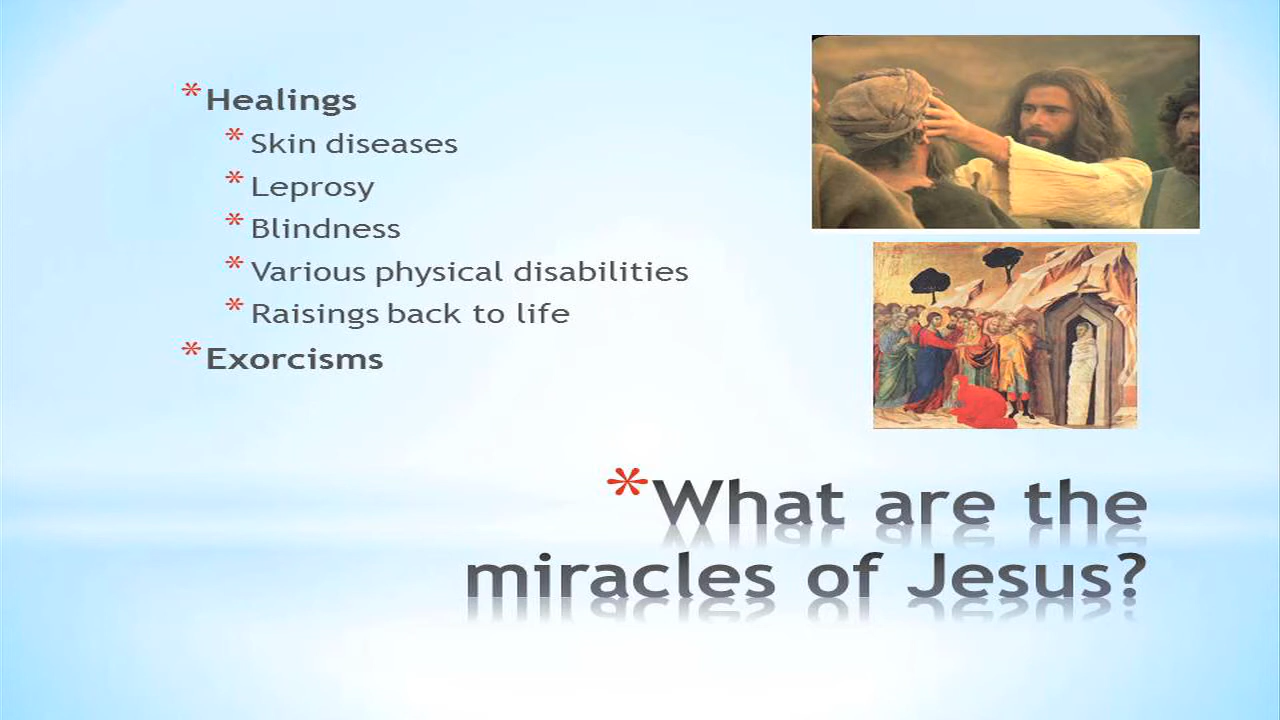 * Healings
* Skin diseases
* Leprosy
* Blindness
* Various physical disabilities
* Raisings back to life
* Exorcisms
* What are the
miracles of Jesus?